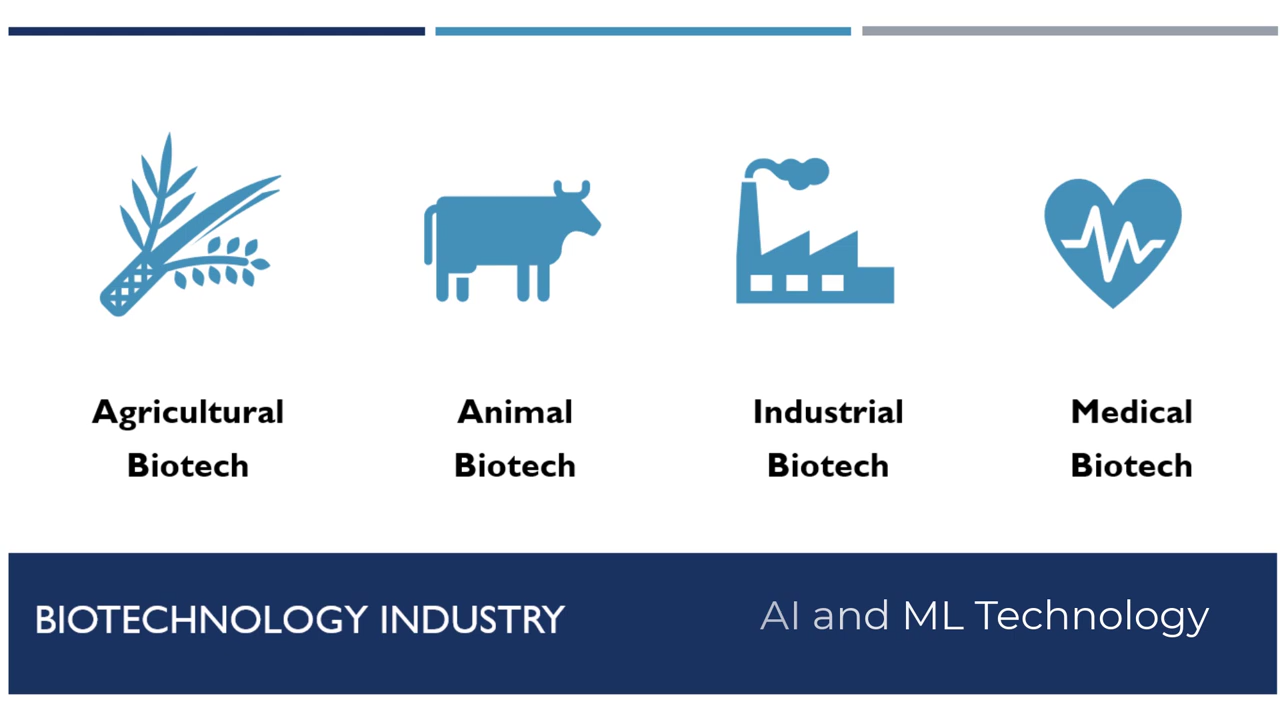 Agricultural
Biotech
Animal
Biotech
Industrial
Biotech
Medical
Biotech
BIOTECHNOLOGY INDUSTRY
AI and ML Technology